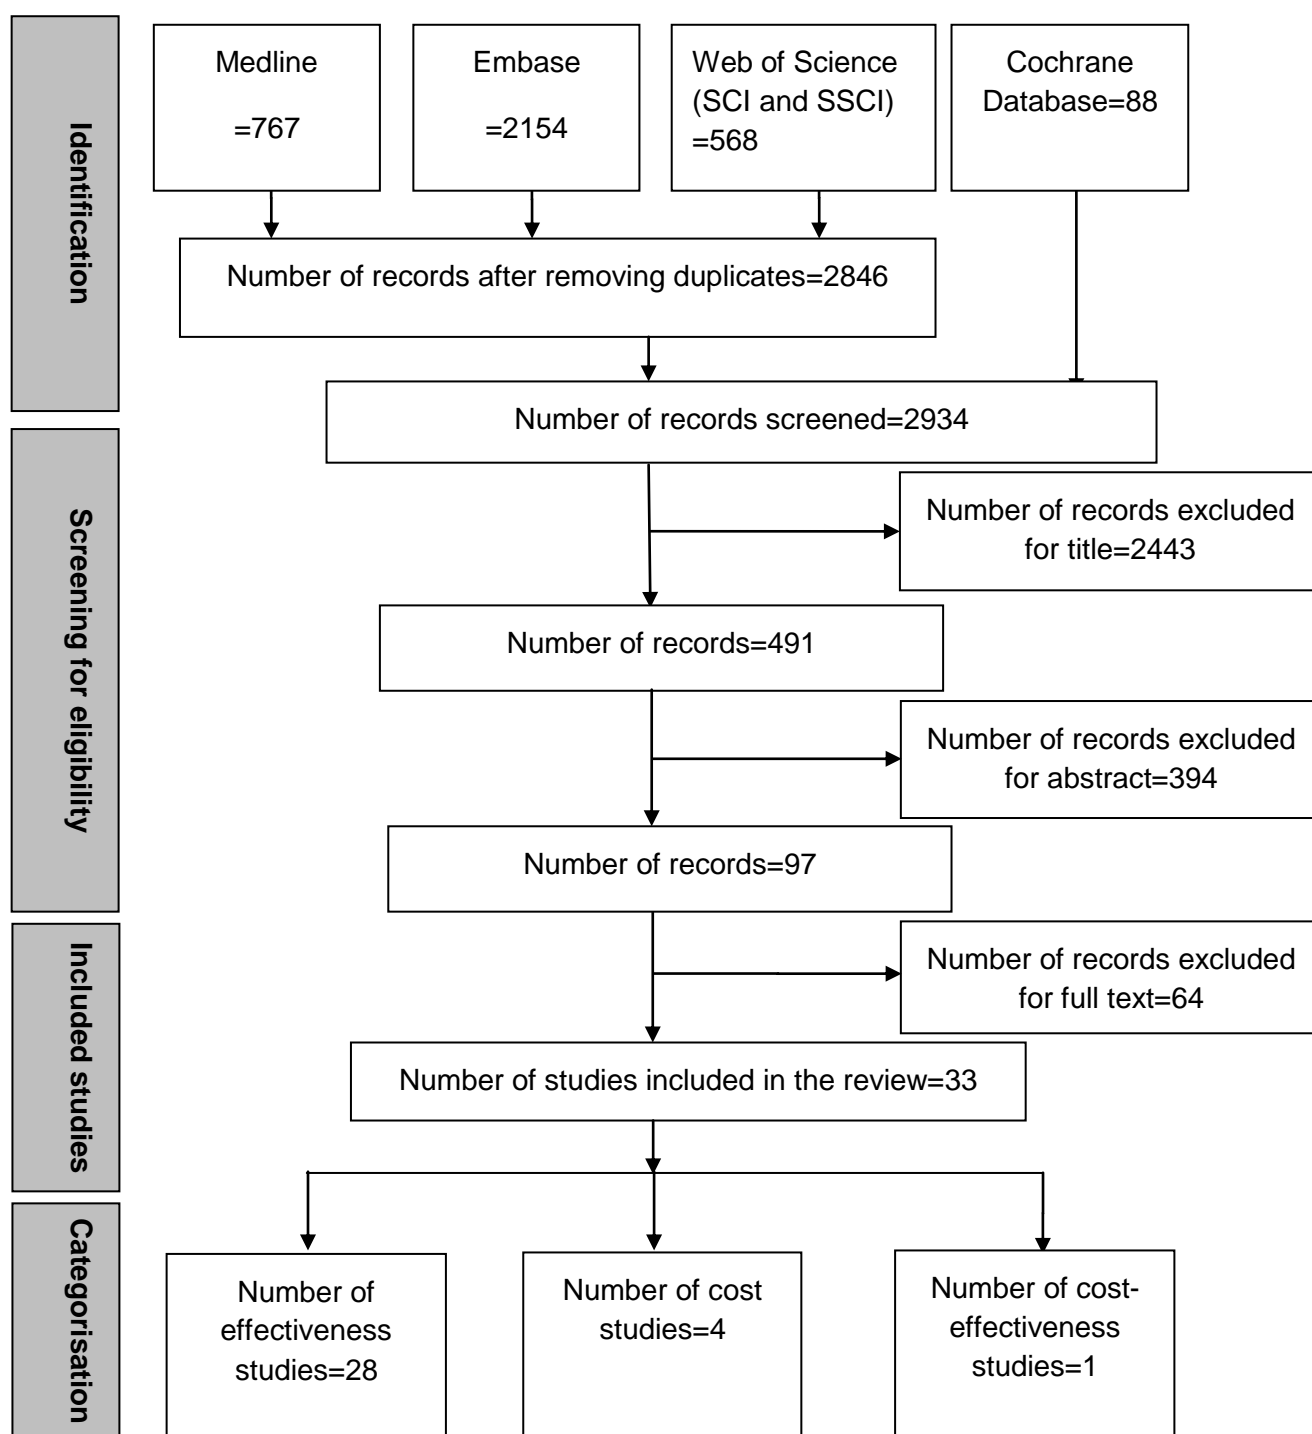 Identification
Medline
=767
Embase
=2154
Web of Science
(SCI and SSCI)
=568
Cochrane
Database=88
Number of records after removing duplicates=2846
Number of records screened=2934
Screening for eligibility
Number of records excluded
for title=2443
Number of records=491
Number of records excluded
for abstract=394
Number of records=97
Included studies
Number of records excluded
for full text=64
Number of studies included in the review=33
Categorisation
Number of
effectiveness
studies=28
Number of cost
studies=4
Number of cost-
effectiveness
studies=1